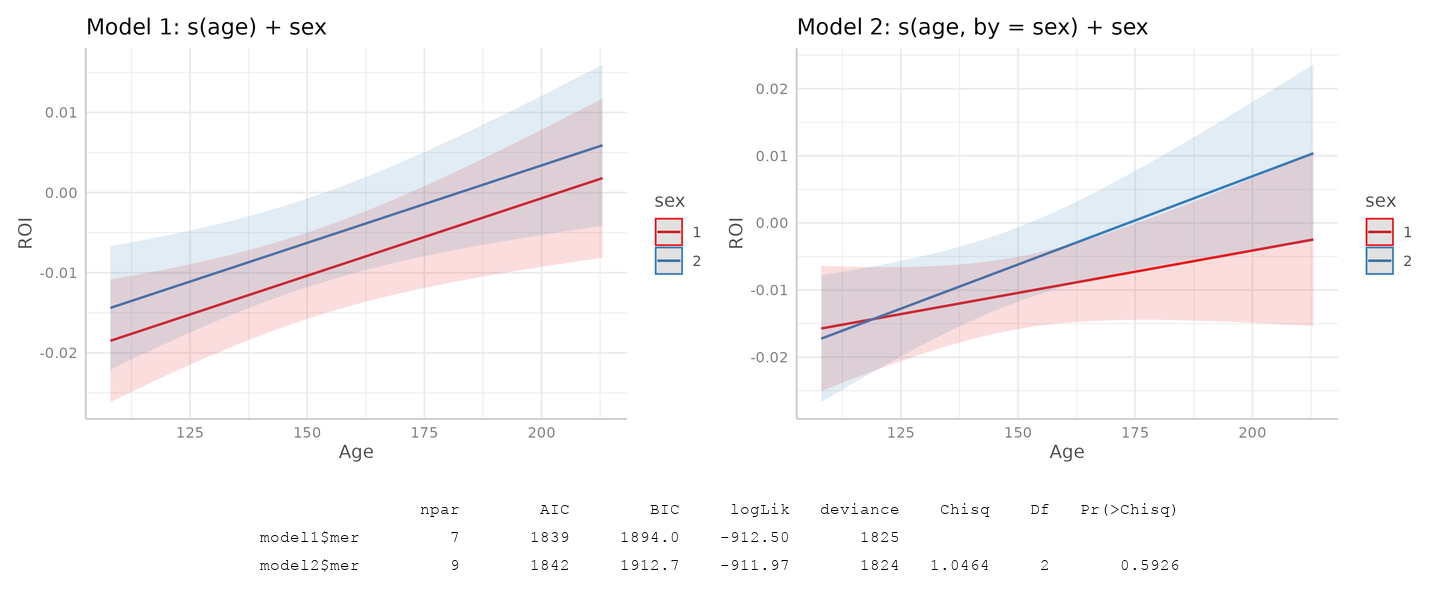 Model 1: s(age) + sex
0.01
0.00
-0.01
-0.02
ROI
125 150 175 200
Age
sex
1
2
Model 2: s(age, by = sex) + sex
0.02
0.01
0.00
-0.01
-0.02
ROI
125 150 175 200
Age
sex
1
2
npar AIC BIC logLik deviance Chisq Df Pr(>Chisq)
model1$mer 7 1839 1894.0 -912.50 1825
model2$mer 9 1842 1912.7 -911.97 1824 1.0464 2 0.5926